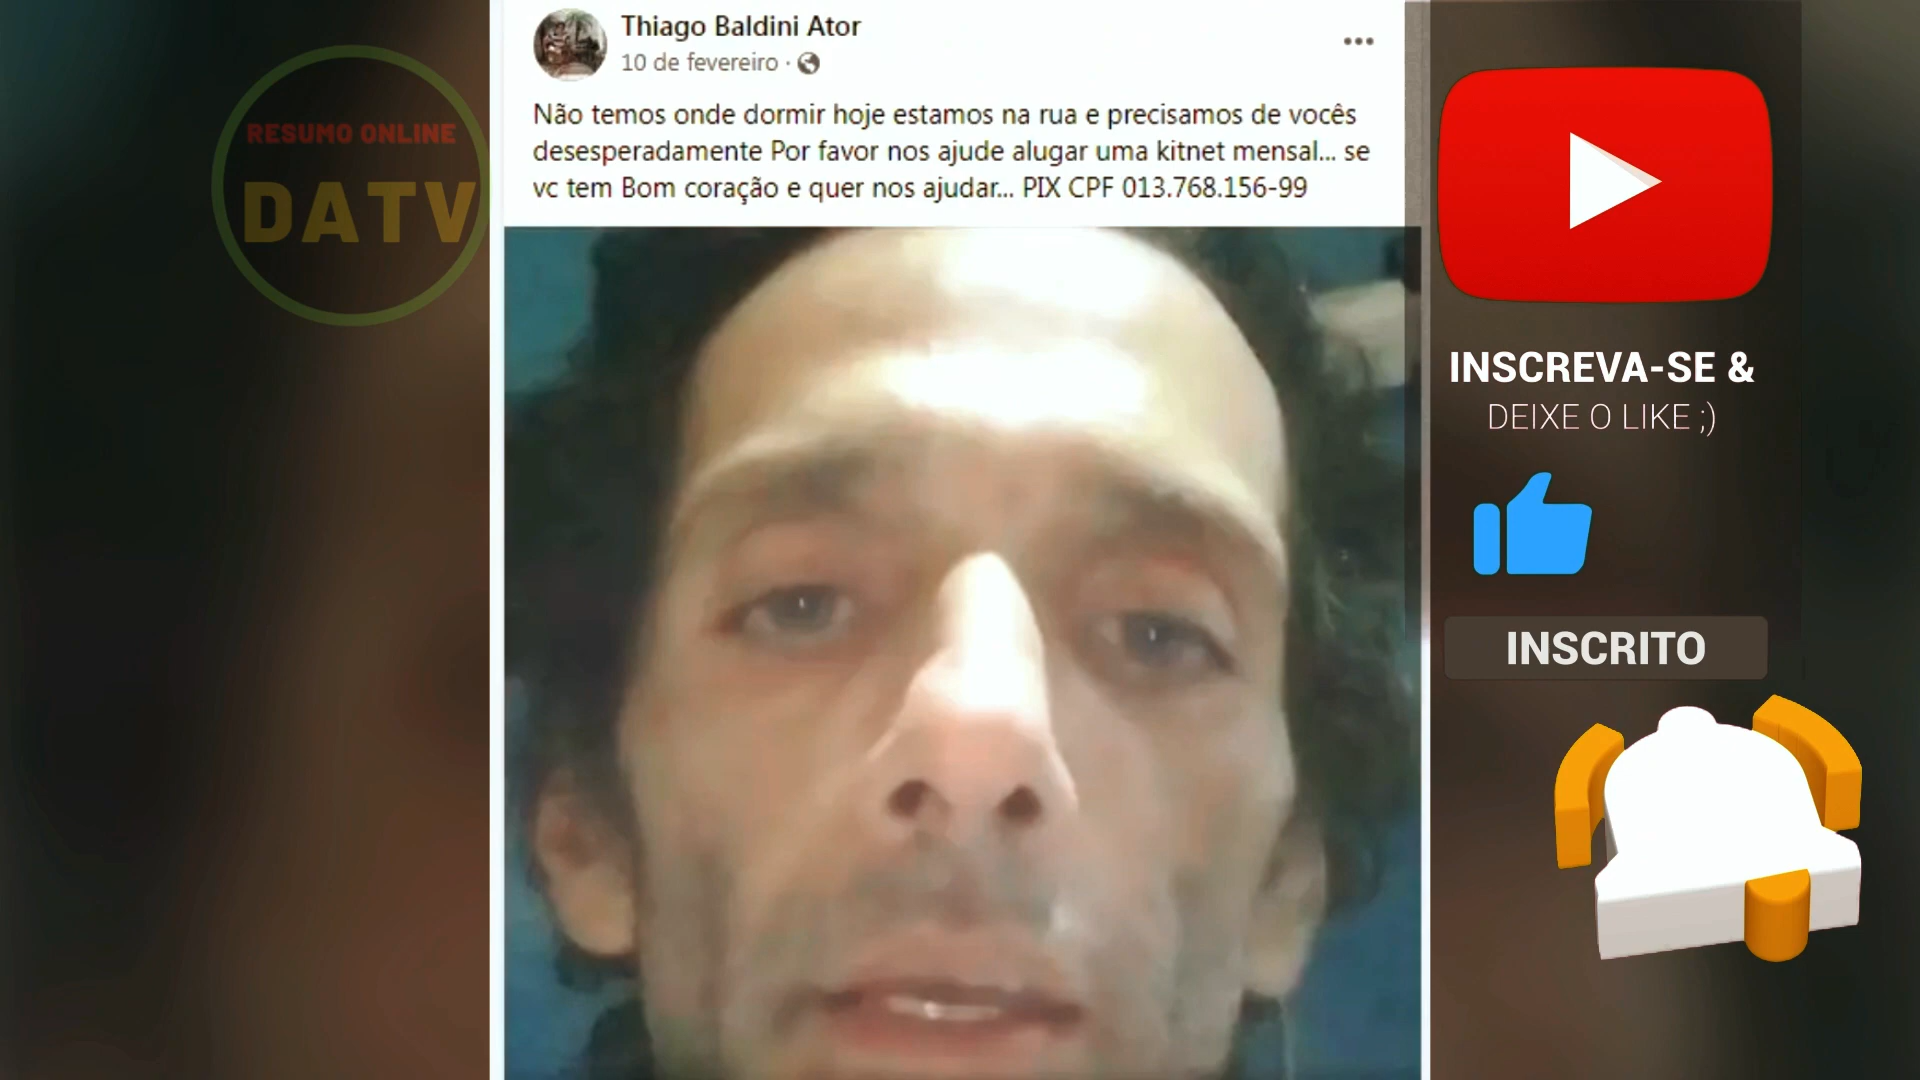 RESUMO ONLINE
DATV
Thiago Baldini Ator
10 de fevereiro ·
Não temos onde dormir hoje estamos na rua e precisamos de vocês
desesperadamente Por favor nos ajude alugar uma kitnet mensal... se
vc tem Bom coração e quer nos ajudar... PIX CPF 013.768.156-99
INSCREVA-SE &
DEIXE O LIKE ;)
INSCRITO